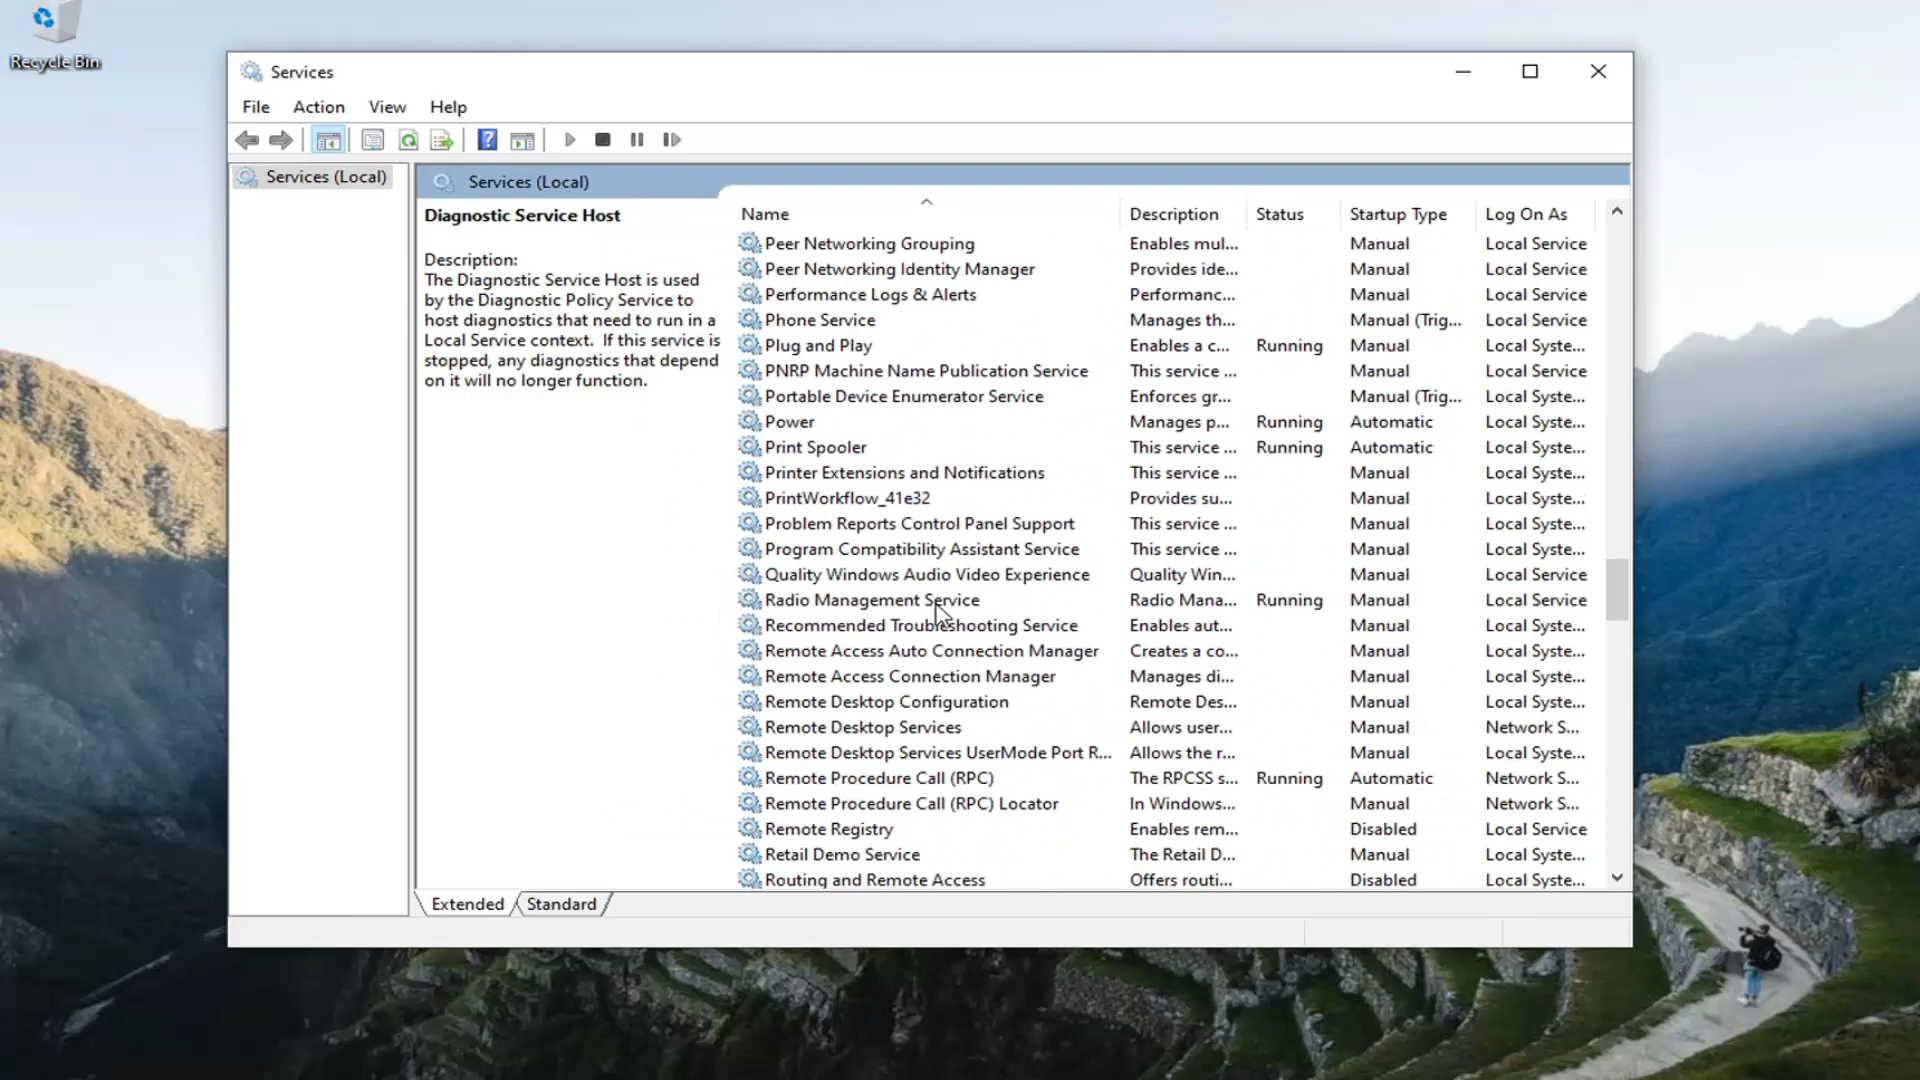 Recycle Bin
Services
File Action View Help
Services (Local)
Services (Local)
Diagnostic Service Host
Description:
The Diagnostic Service Host is used
by the Diagnostic Policy Service to
host diagnostics that need to run in a
Local Service context. If this service is
stopped, any diagnostics that depend
on it will no longer function.
Name Description Status Startup Type Log On As
Peer Networking Grouping Enables mul... Manual Local Service
Peer Networking Identity Manager Provides ide... Manual Local Service
Performance Logs & Alerts Performanc... Manual Local Service
Phone Service Manages th... Manual (Trig... Local Service
Plug and Play Enables a c... Running Manual Local Syste...
PNRP Machine Name Publication Service This service ... Manual Local Service
Portable Device Enumerator Service Enforces gr... Manual (Trig... Local Syste...
Power Manages p... Running Automatic Local Syste...
Print Spooler This service ... Running Automatic Local Syste...
Printer Extensions and Notifications This service ... Manual Local Syste...
PrintWorkflow_41e32 Provides su... Manual Local Syste...
Problem Reports Control Panel Support This service ... Manual Local Syste...
Program Compatibility Assistant Service This service ... Manual Local Syste...
Quality Windows Audio Video Experience Quality Win... Manual Local Service
Radio Management Service Radio Mana... Running Manual Local Service
Recommended Troubleshooting Service Enables aut... Manual Local Syste...
Remote Access Auto Connection Manager Creates a co... Manual Local Syste...
Remote Access Connection Manager Manages di... Manual Local Syste...
Remote Desktop Configuration Remote Des... Manual Local Syste...
Remote Desktop Services Allows user... Manual Network S...
Remote Desktop Services UserMode Port R... Allows the r... Manual Local Syste...
Remote Procedure Call (RPC) The RPCSS s... Running Automatic Network S...
Remote Procedure Call (RPC) Locator In Windows... Manual Network S...
Remote Registry Enables rem... Disabled Local Service
Retail Demo Service The Retail D... Manual Local Syste...
Routing and Remote Access Offers routi... Disabled Local Syste...
Extended Standard